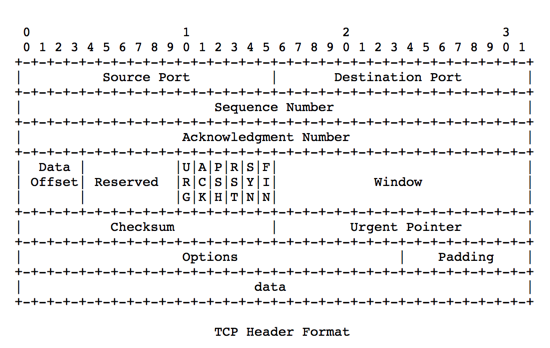 0                   1                   2                   3
 0 1 2 3 4 5 6 7 8 9 0 1 2 3 4 5 6 7 8 9 0 1 2 3 4 5 6 7 8 9 0 1
+-+-+-+-+-+-+-+-+-+-+-+-+-+-+-+-+-+-+-+-+-+-+-+-+-+-+-+-+-+-+-+-+
|          Source Port          |       Destination Port        |
+-+-+-+-+-+-+-+-+-+-+-+-+-+-+-+-+-+-+-+-+-+-+-+-+-+-+-+-+-+-+-+-+
|                        Sequence Number                        |
+-+-+-+-+-+-+-+-+-+-+-+-+-+-+-+-+-+-+-+-+-+-+-+-+-+-+-+-+-+-+-+-+
|                    Acknowledgment Number                      |
+-+-+-+-+-+-+-+-+-+-+-+-+-+-+-+-+-+-+-+-+-+-+-+-+-+-+-+-+-+-+-+-+
|  Data |           |U|A|P|R|S|F|                               |
| Offset| Reserved  |R|C|S|S|Y|I|            Window             |
|       |           |G|K|H|T|N|N|                               |
+-+-+-+-+-+-+-+-+-+-+-+-+-+-+-+-+-+-+-+-+-+-+-+-+-+-+-+-+-+-+-+-+
|           Checksum            |         Urgent Pointer        |
+-+-+-+-+-+-+-+-+-+-+-+-+-+-+-+-+-+-+-+-+-+-+-+-+-+-+-+-+-+-+-+-+
|                    Options                    |    Padding    |
+-+-+-+-+-+-+-+-+-+-+-+-+-+-+-+-+-+-+-+-+-+-+-+-+-+-+-+-+-+-+-+-+
|                             data                              |
+-+-+-+-+-+-+-+-+-+-+-+-+-+-+-+-+-+-+-+-+-+-+-+-+-+-+-+-+-+-+-+-+
TCP Header Format